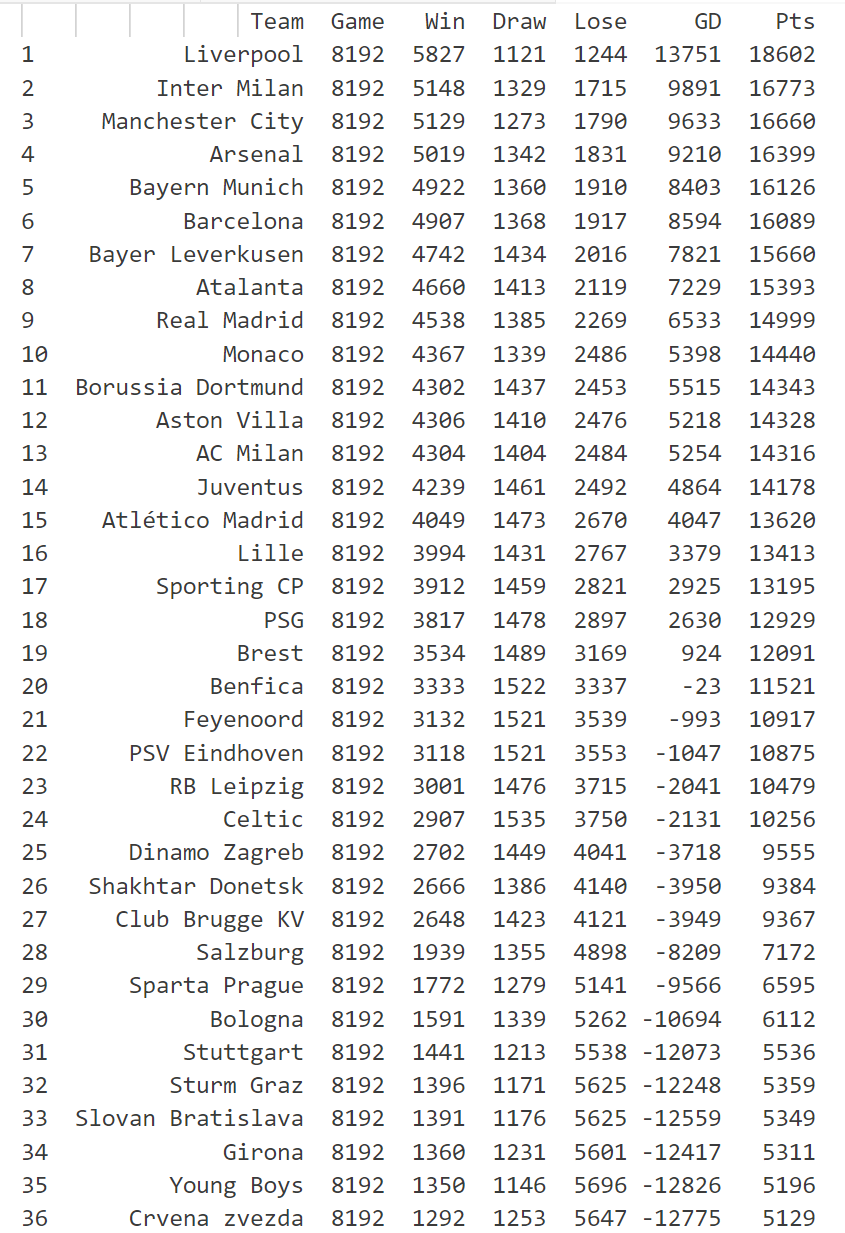 Team Game Win Draw Lose GD Pts
1 Liverpool 8192 5827 1121 1244 13751 18602
2 Inter Milan 8192 5148 1329 1715 9891 16773
3 Manchester City 8192 5129 1273 1790 9633 16660
4 Arsenal 8192 5019 1342 1831 9210 16399
5 Bayern Munich 8192 4922 1360 1910 8403 16126
6 Barcelona 8192 4907 1368 1917 8594 16089
7 Bayer Leverkusen 8192 4742 1434 2016 7821 15660
8 Atalanta 8192 4660 1413 2119 7229 15393
9 Real Madrid 8192 4538 1385 2269 6533 14999
10 Monaco 8192 4367 1339 2486 5398 14440
11 Borussia Dortmund 8192 4302 1437 2453 5515 14343
12 Aston Villa 8192 4306 1410 2476 5218 14328
13 AC Milan 8192 4304 1404 2484 5254 14316
14 Juventus 8192 4239 1461 2492 4864 14178
15 Atlético Madrid 8192 4049 1473 2670 4047 13620
16 Lille 8192 3994 1431 2767 3379 13413
17 Sporting CP 8192 3912 1459 2821 2925 13195
18 PSG 8192 3817 1478 2897 2630 12929
19 Brest 8192 3534 1489 3169 924 12091
20 Benfica 8192 3333 1522 3337 -23 11521
21 Feyenoord 8192 3132 1521 3539 -993 10917
22 PSV Eindhoven 8192 3118 1521 3553 -1047 10875
23 RB Leipzig 8192 3001 1476 3715 -2041 10479
24 Celtic 8192 2907 1535 3750 -2131 10256
25 Dinamo Zagreb 8192 2702 1449 4041 -3718 9555
26 Shakhtar Donetsk 8192 2666 1386 4140 -3950 9384
27 Club Brugge KV 8192 2648 1423 4121 -3949 9367
28 Salzburg 8192 1939 1355 4898 -8209 7172
29 Sparta Prague 8192 1772 1279 5141 -9566 6595
30 Bologna 8192 1591 1339 5262 -10694 6112
31 Stuttgart 8192 1441 1213 5538 -12073 5536
32 Sturm Graz 8192 1396 1171 5625 -12248 5359
33 Slovan Bratislava 8192 1391 1176 5625 -12559 5349
34 Girona 8192 1360 1231 5601 -12417 5311
35 Young Boys 8192 1350 1146 5696 -12826 5196
36 Crvena zvezda 8192 1292 1253 5647 -12775 5129